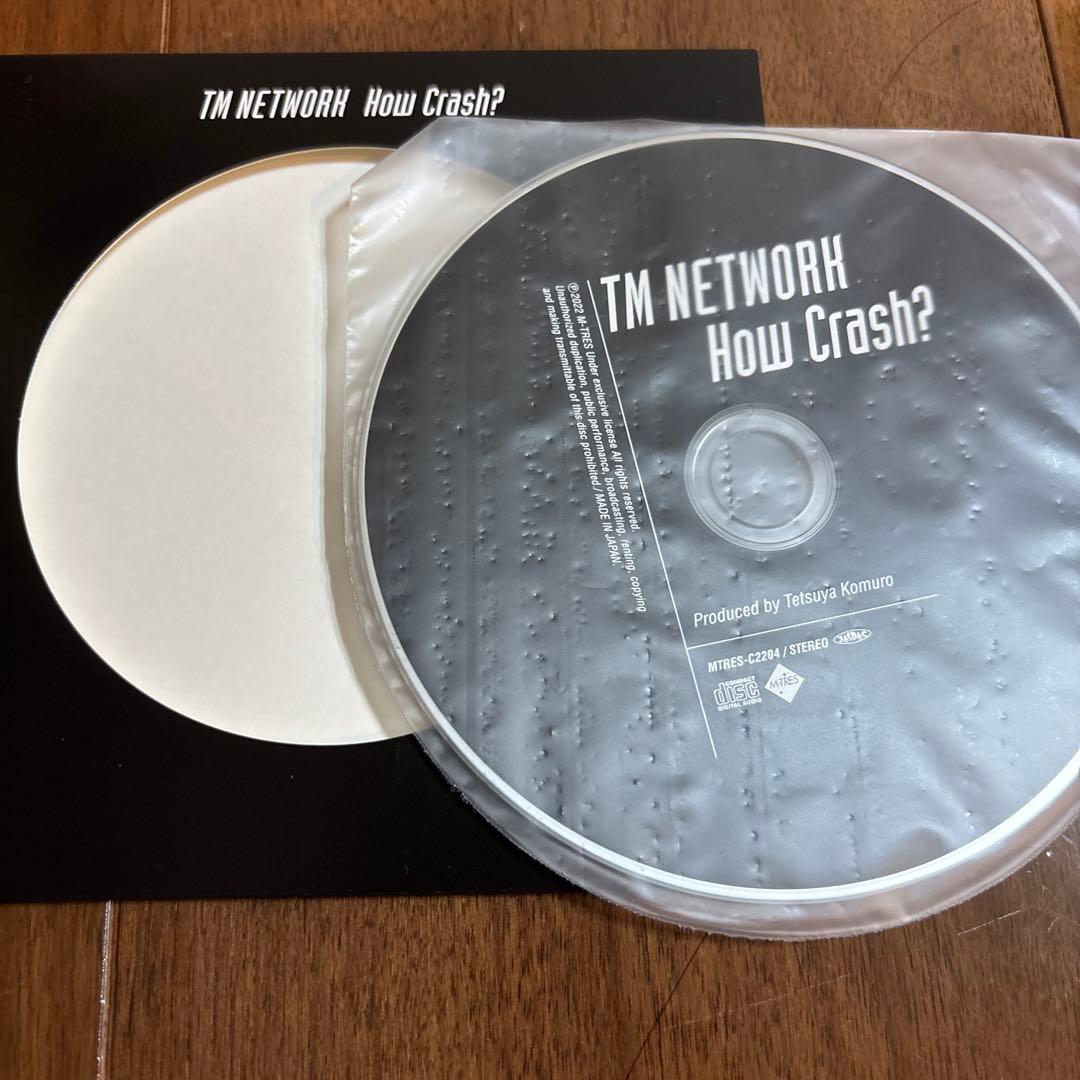 TM NETWORK How Crash?
TM NETWORK
How Crash?
℗2022 M-TRES Under exclusive license All rights reserved.
Unauthorized duplication, public performance, broadcasting, renting, copying
and making transmittable of this disc prohibited./ MADE IN JAPAN.
Produced by Tetsuya Komuro
MTRES-C2204 / STEREO JASRAC
COMPACT
disc
DIGITAL AUDIO
M-TRES